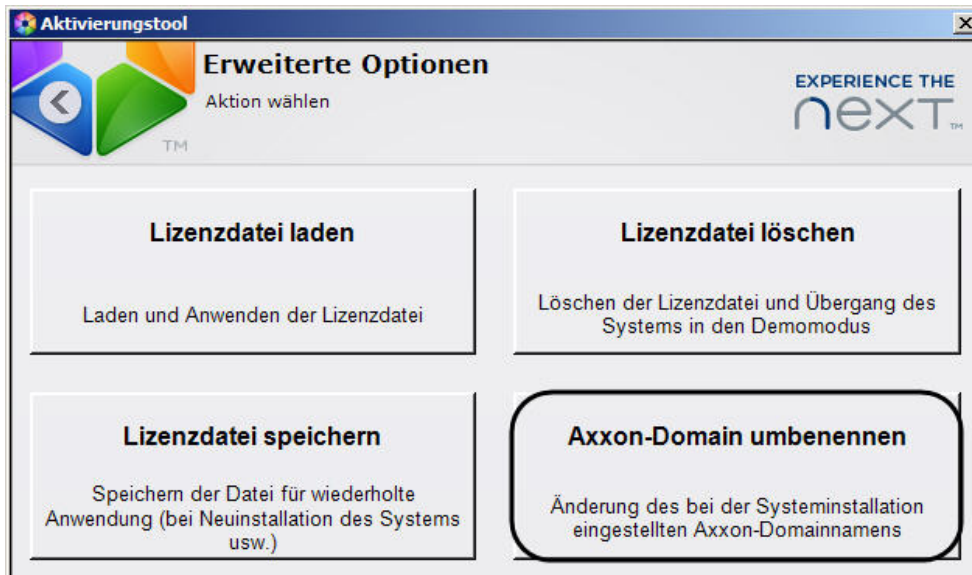 Aktivierungstool
Erweiterte Optionen
Aktion wählen
TM
EXPERIENCE THE
next TM
Lizenzdatei laden
Laden und Anwenden der Lizenzdatei
Lizenzdatei löschen
Löschen der Lizenzdatei und Übergang des
Systems in den Demomodus
Lizenzdatei speichern
Speichern der Datei für wiederholte
Anwendung (bei Neuinstallation des Systems
usw.)
Axxon-Domain umbenennen
Änderung des bei der Systeminstallation
eingestellten Axxon-Domainnamens